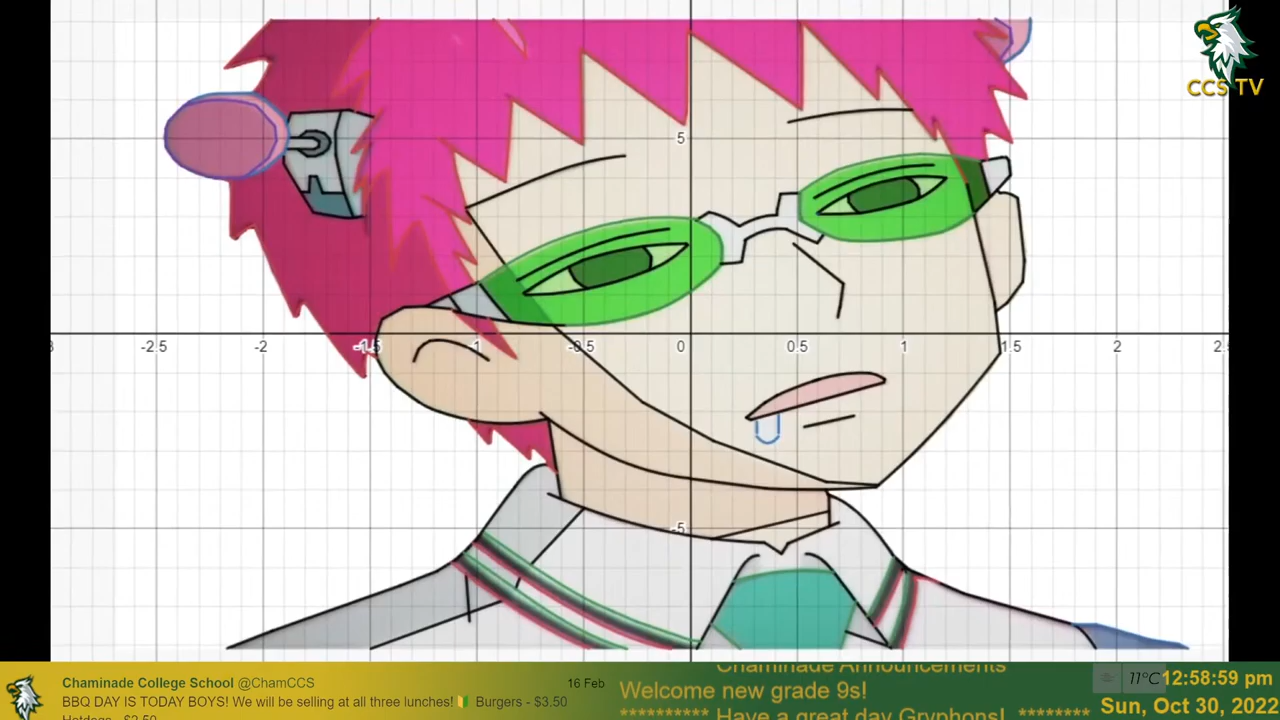 CCS TV
5
-2.5 -2 -1.5 -1 -0.5 0 0.5 1 1.5 2
-5
Chaminade College School @ChamCCS 16 Feb
BBQ DAY IS TODAY BOYS! We will be selling at all three lunches! Burgers - $3.50
Hotdogs - $2.50
Chaminade Announcements
Welcome new grade 9s!
********** Have a great day Gryphons! ********
11°C 12:58:59 pm
Sun, Oct 30, 2022